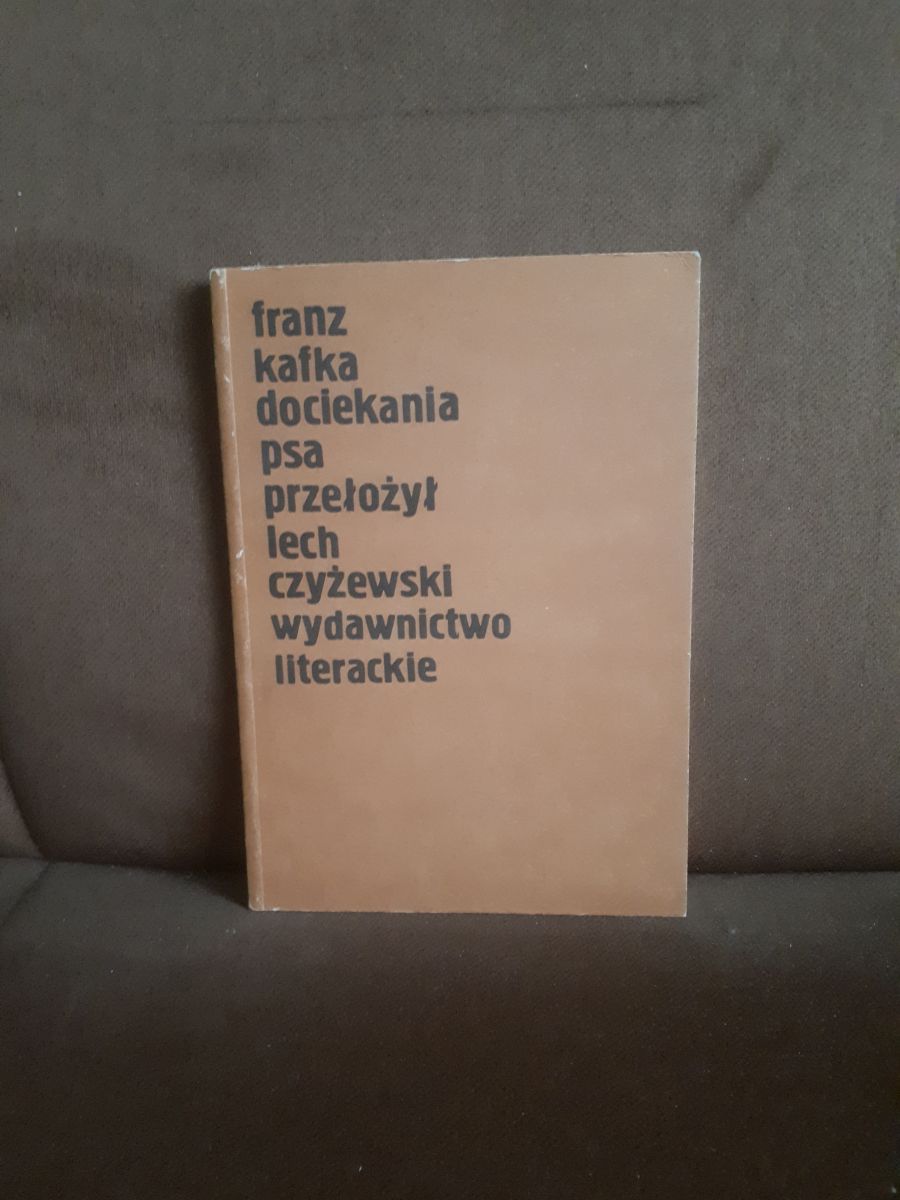 franz
kafka
dociekania
psa
przełożył
lech
czyżewski
wydawnictwo
literackie